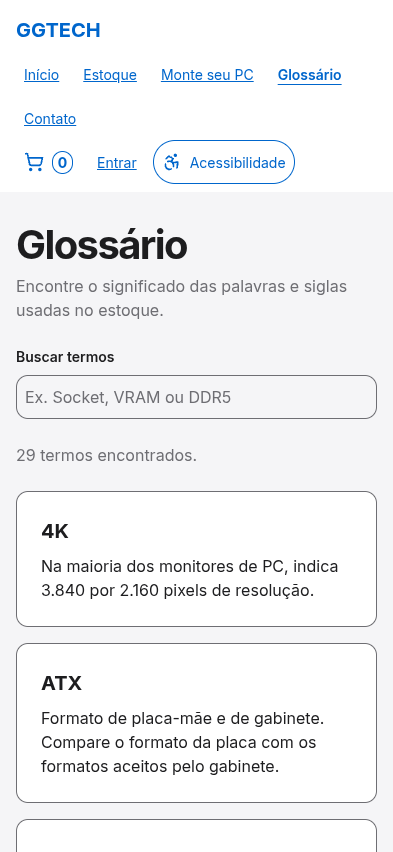 GGTECH
Início Estoque Monte seu PC Glossário
Contato
0 Entrar Acessibilidade
Glossário
Encontre o significado das palavras e siglas
usadas no estoque.
Buscar termos
Ex. Socket, VRAM ou DDR5
29 termos encontrados.
4K
Na maioria dos monitores de PC, indica
3.840 por 2.160 pixels de resolução.
ATX
Formato de placa-mãe e de gabinete.
Compare o formato da placa com os
formatos aceitos pelo gabinete.